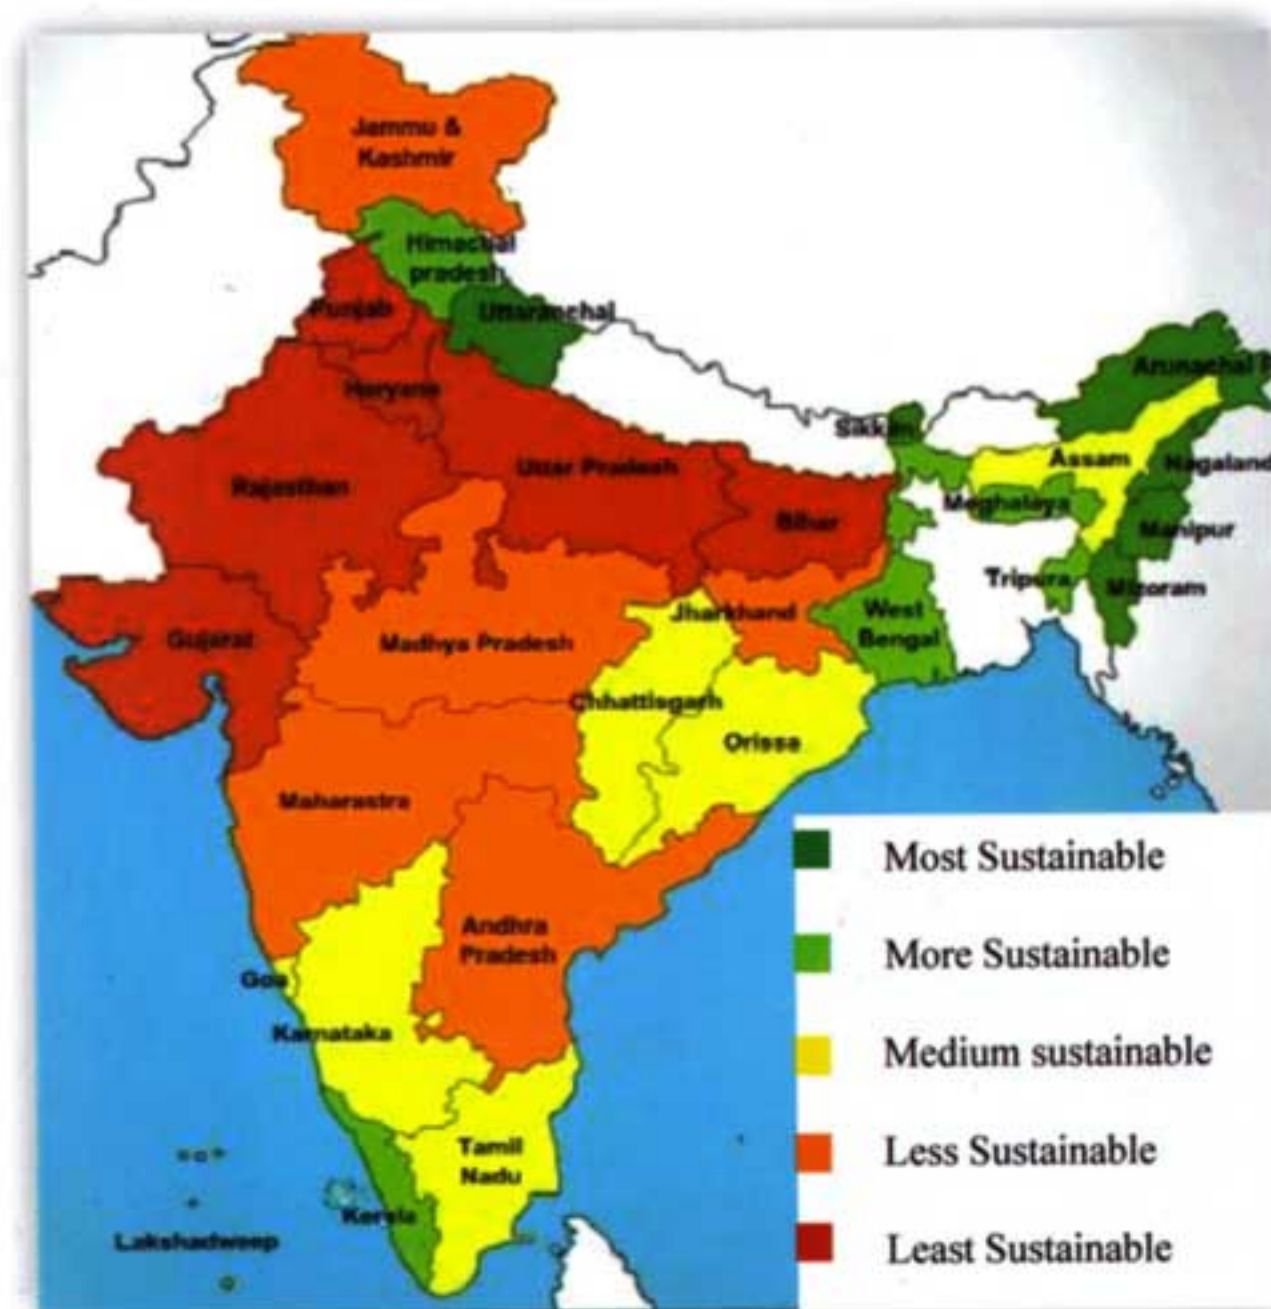 Jammu &
Kashmir
Himachal
pradesh
Punjab
Uttaranchal
Haryana
Arunachal P
Sikkim
Assam
Nagaland
Rajasthan
Uttar Pradesh
Bihar
Meghalaya
Manipur
Tripura
Mizoram
Gujarat
Madhya Pradesh
Jharkhand
West
Bengal
Chhattisgarh
Orissa
Maharastra
Andhra
Pradesh
Goa
Karnataka
Tamil
Nadu
Kerala
Lakshadweep
Most Sustainable
More Sustainable
Medium sustainable
Less Sustainable
Least Sustainable